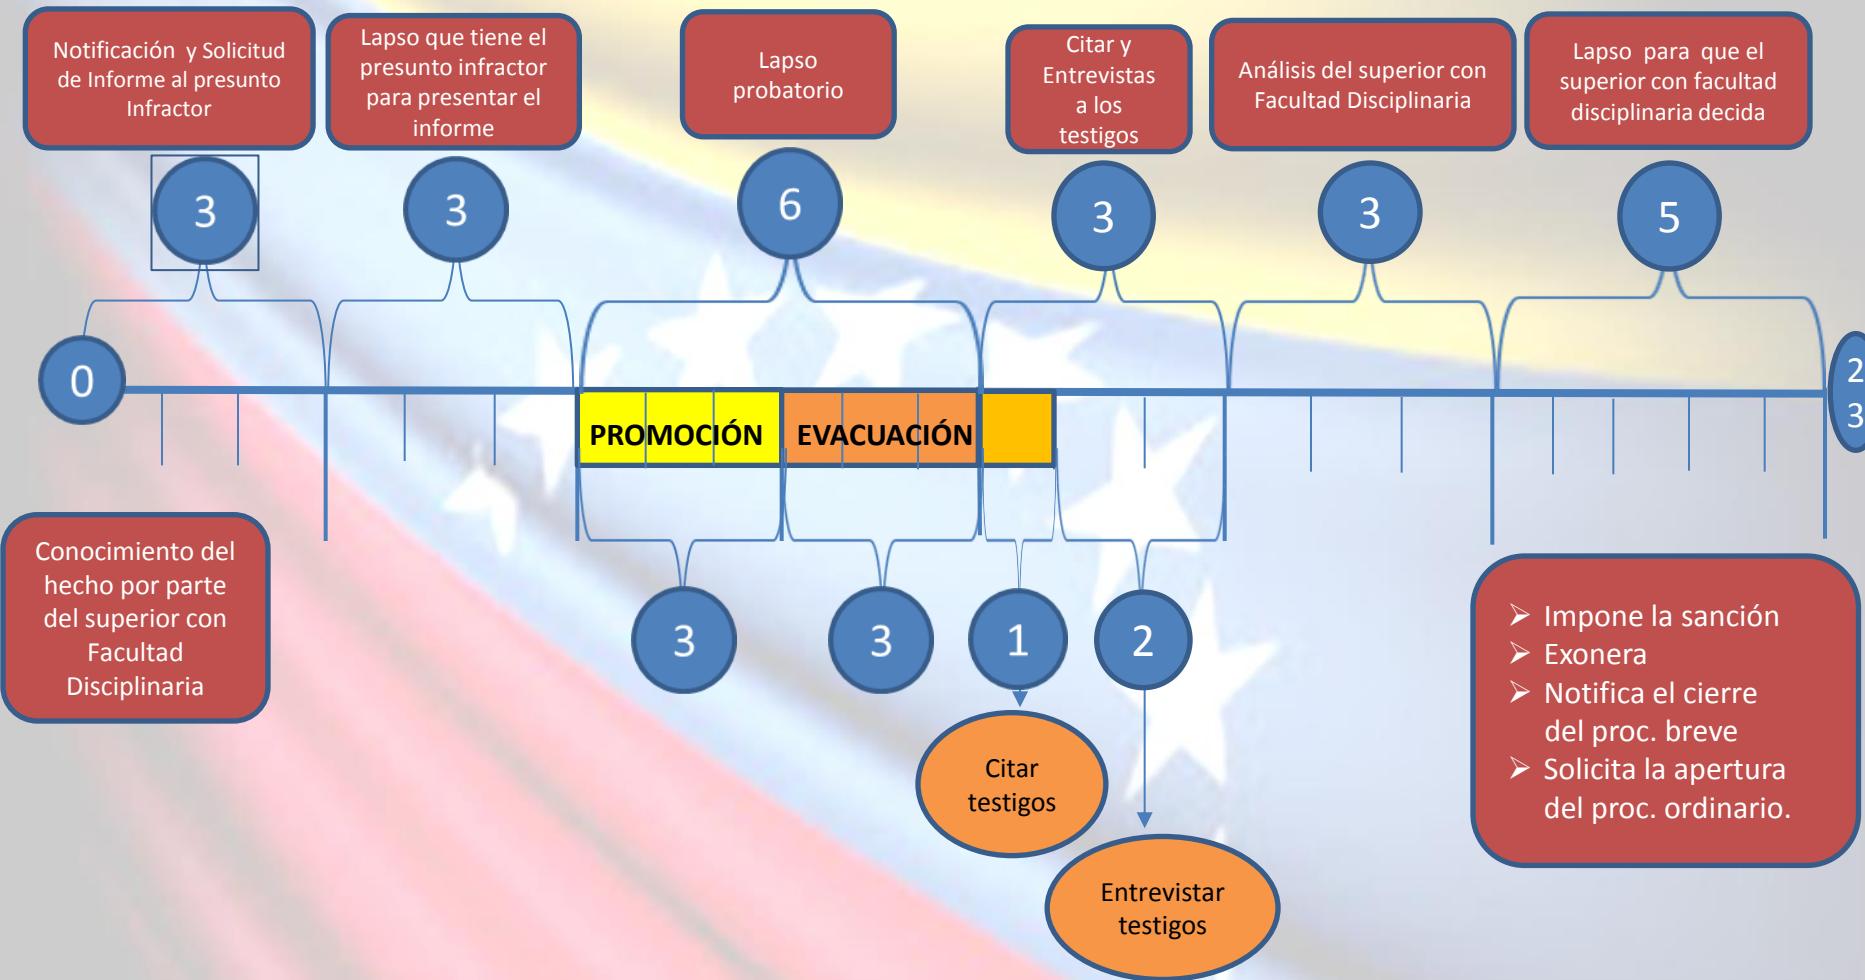 Notificación y Solicitud
de Informe al presunto
Infractor
Lapso que tiene el
presunto infractor
para presentar el
informe
Lapso
probatorio
Citar y
Entrevistas
a los
testigos
Análisis del superior con
Facultad Disciplinaria
Lapso para que el
superior con facultad
disciplinaria decida
3
3
6
3
3
5
0
2
3
PROMOCIÓN
EVACUACIÓN
Conocimiento del
hecho por parte
del superior con
Facultad
Disciplinaria
3
3
1
2
Citar
testigos
Entrevistar
testigos
➢ Impone la sanción
➢ Exonera
➢ Notifica el cierre
del proc. breve
➢ Solicita la apertura
del proc. ordinario.